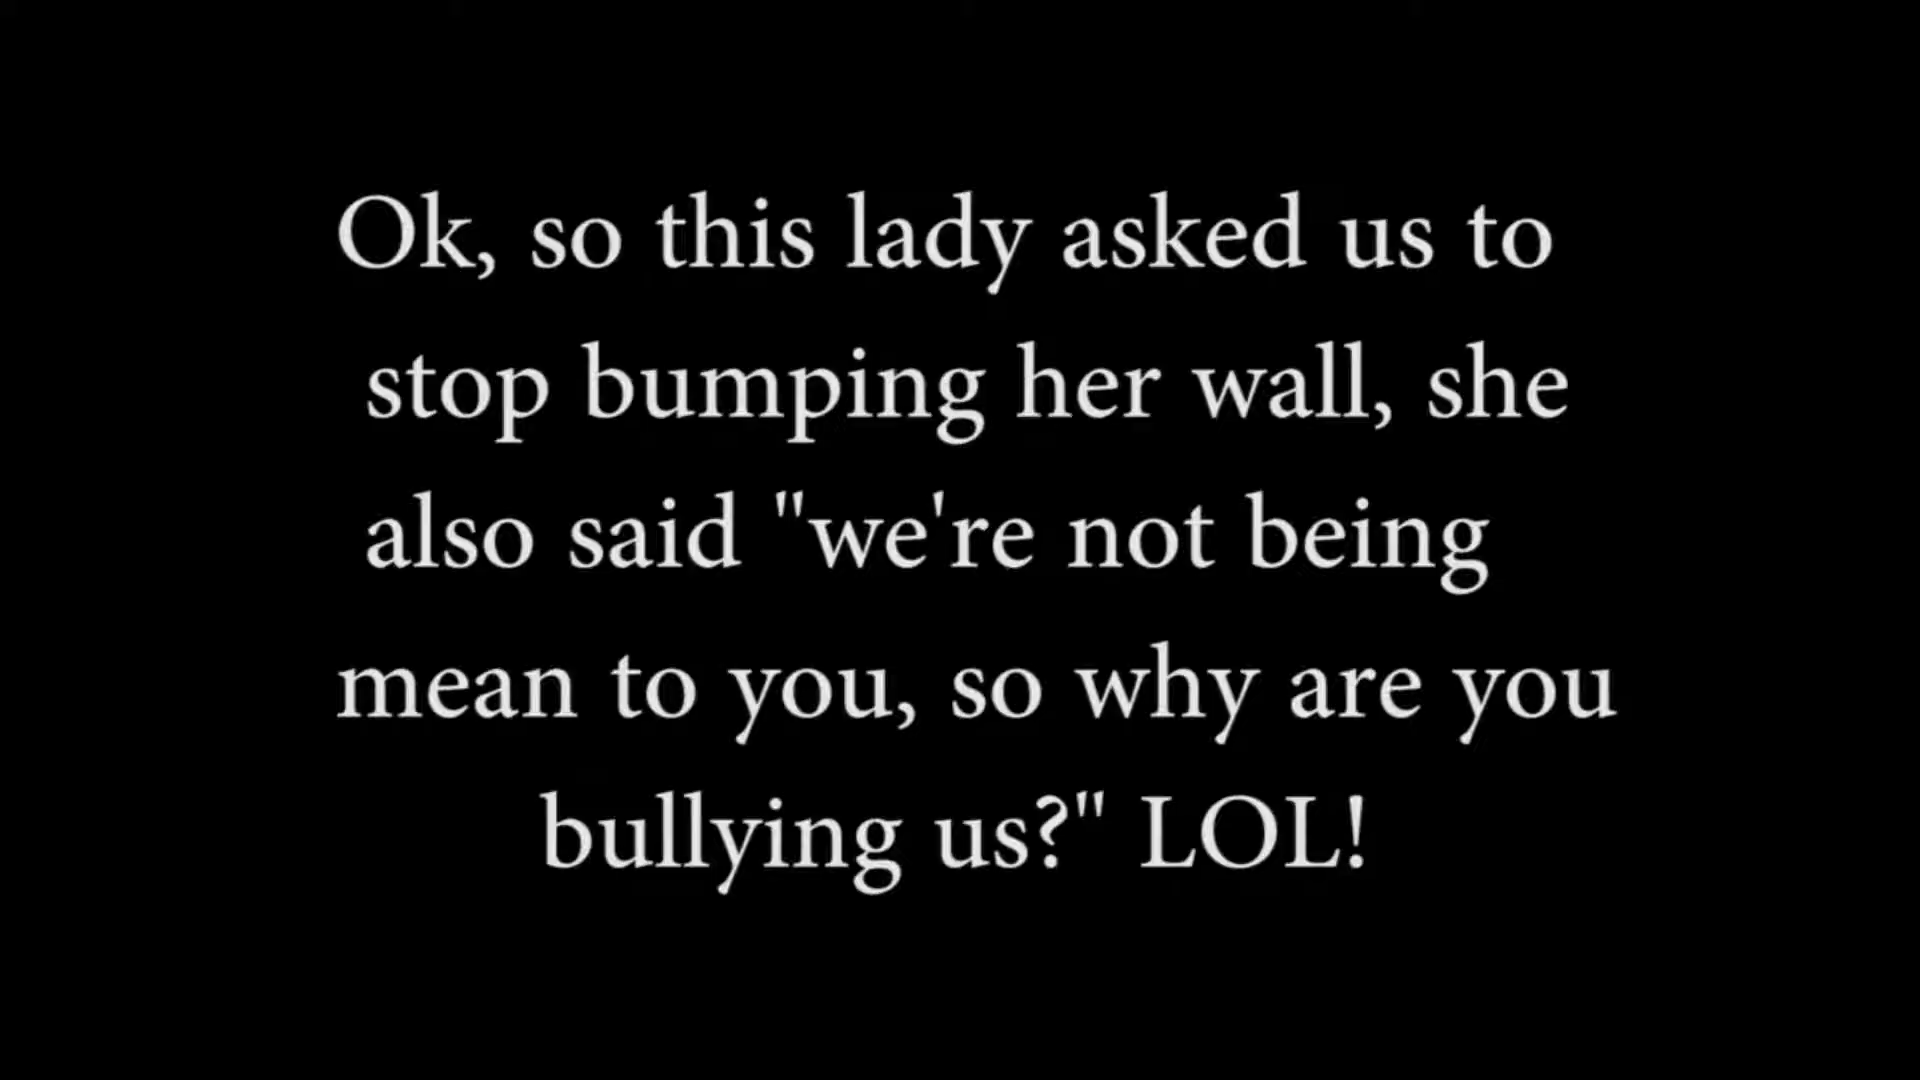 Ok, so this lady asked us to
stop bumping her wall, she
also said "we're not being
mean to you, so why are you
bullying us?" LOL!